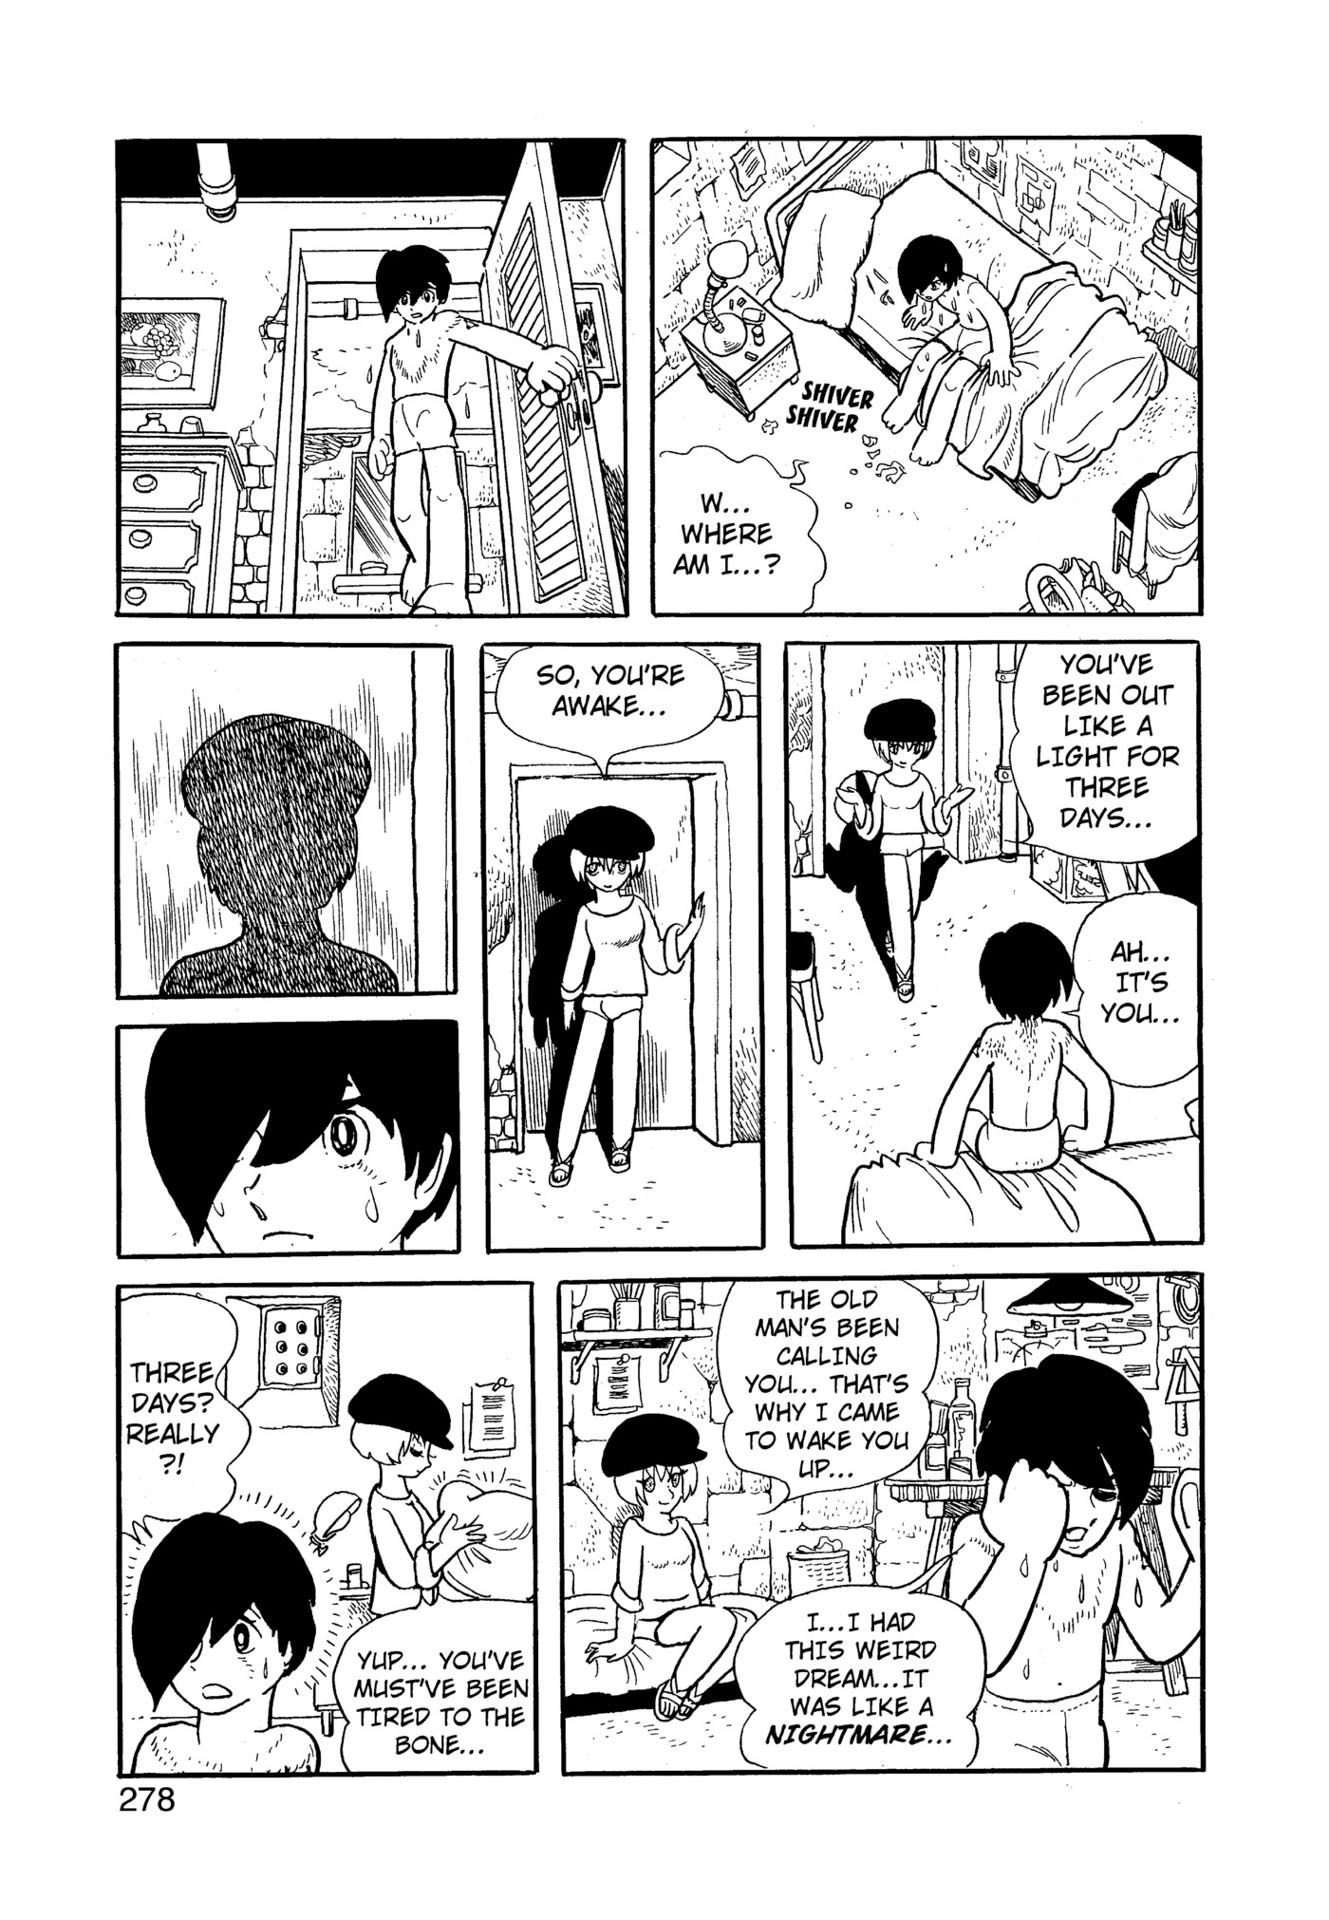 SHIVER
SHIVER
W...
WHERE
AM I...?
SO, YOU'RE
AWAKE...
YOU'VE
BEEN OUT
LIKE A
LIGHT FOR
THREE
DAYS...
AH...
IT'S
YOU...
THREE
DAYS?
REALLY
?!
YUP... YOU'VE
MUST'VE BEEN
TIRED TO THE
BONE...
THE OLD
MAN'S BEEN
CALLING
YOU... THAT'S
WHY I CAME
TO WAKE YOU
UP...
I...I HAD
THIS WEIRD
DREAM...IT
WAS LIKE A
NIGHTMARE...
278